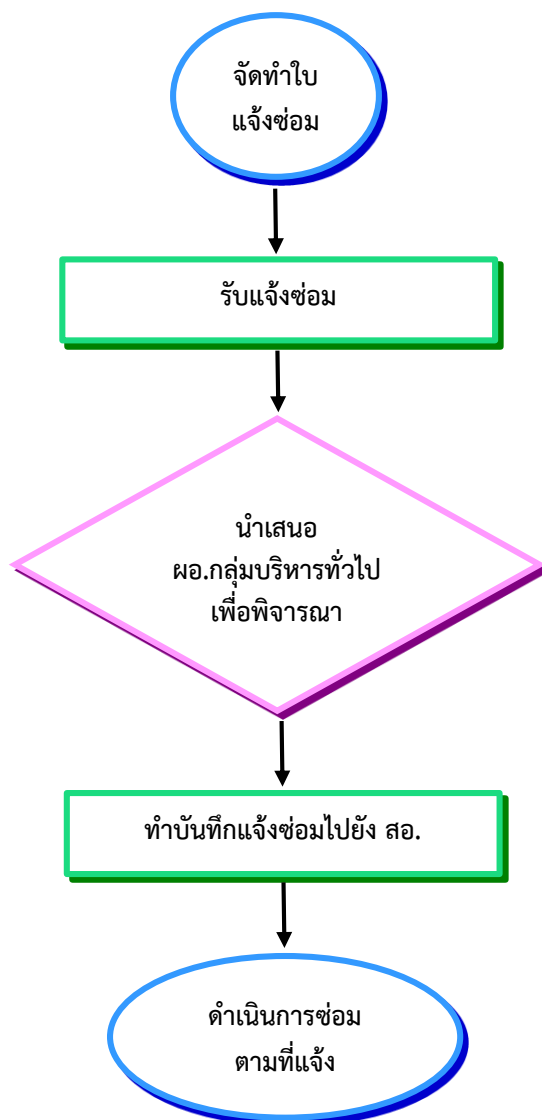 จัดทำใบ
แจ้งซ่อม
รับแจ้งซ่อม
นำเสนอ
ผอ.กลุ่มบริหารทั่วไป
เพื่อพิจารณา
ทำบันทึกแจ้งซ่อมไปยัง สอ.
ดำเนินการซ่อม
ตามที่แจ้ง